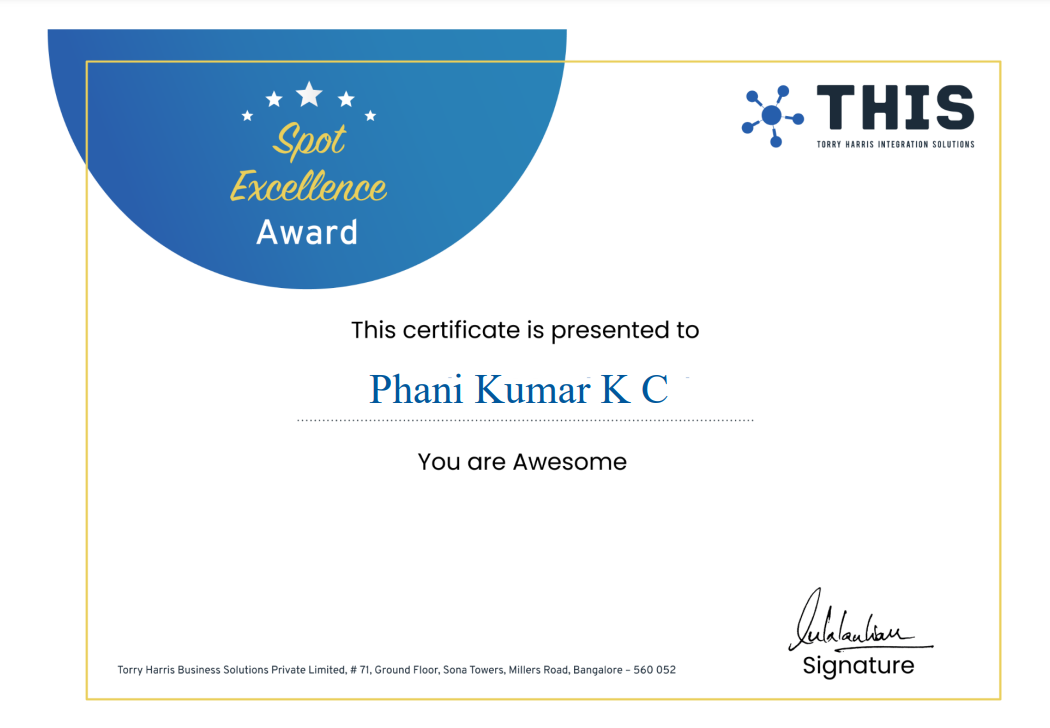 Spot
Excellence
Award
THIS
TORRY HARRIS INTEGRATION SOLUTIONS
This certificate is presented to
Phani Kumar K C
You are Awesome
Signature
Torry Harris Business Solutions Private Limited, # 71, Ground Floor, Sona Towers, Millers Road, Bangalore – 560 052